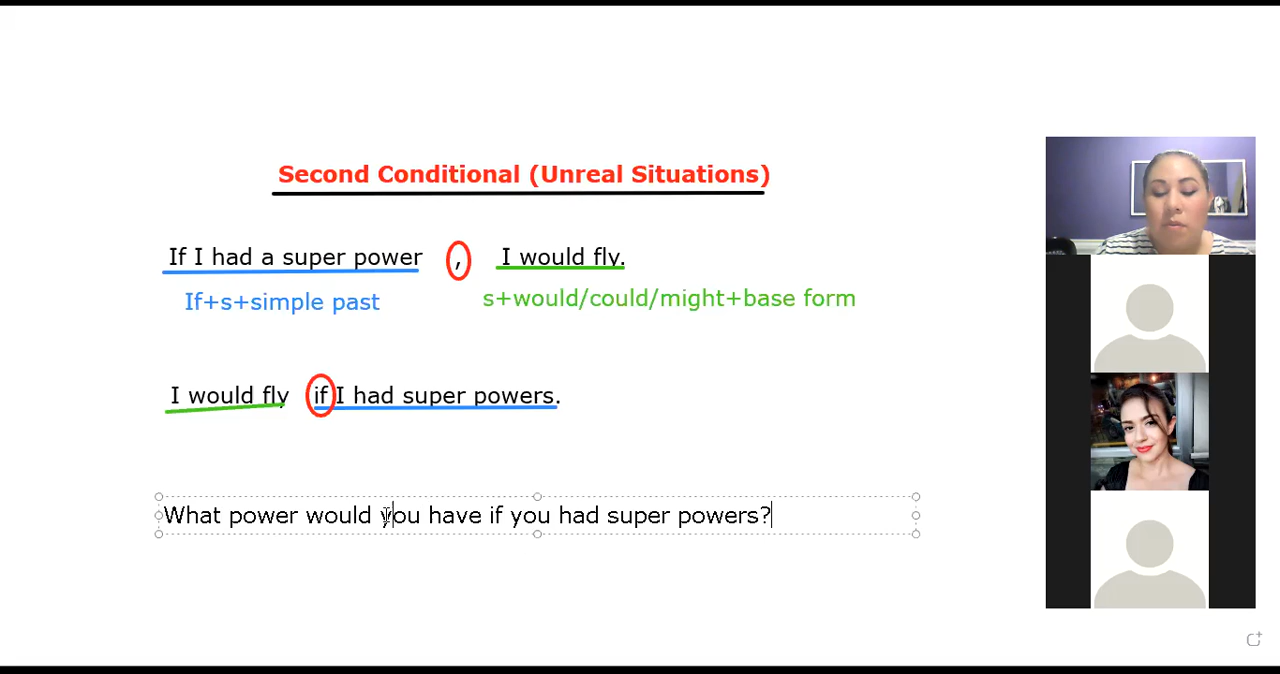 Second Conditional (Unreal Situations)
If I had a super power , I would fly.
If+s+simple past s+would/could/might+base form
I would fly if I had super powers.
What power would you have if you had super powers?